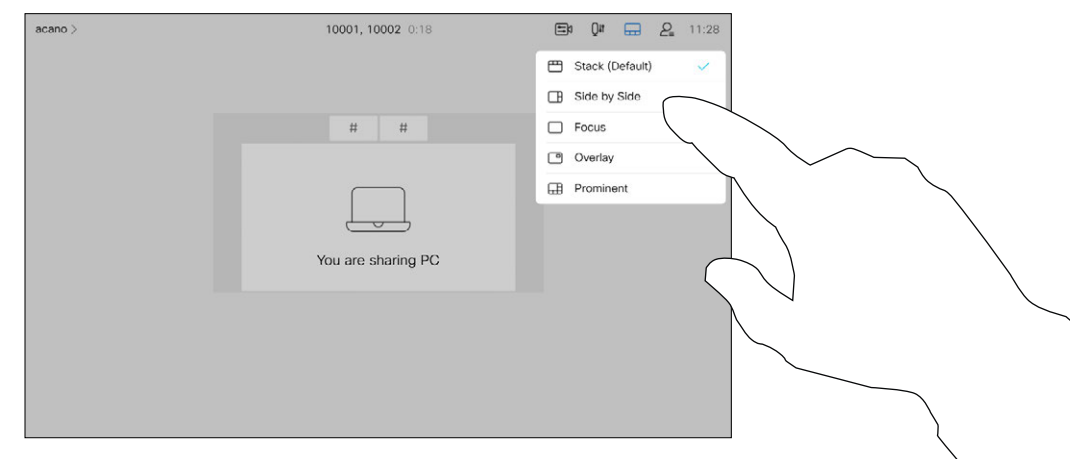 acano >
10001, 10002 0:18
11:28
Stack (Default)
Side by Side
Focus
Overlay
Prominent
# #
You are sharing PC